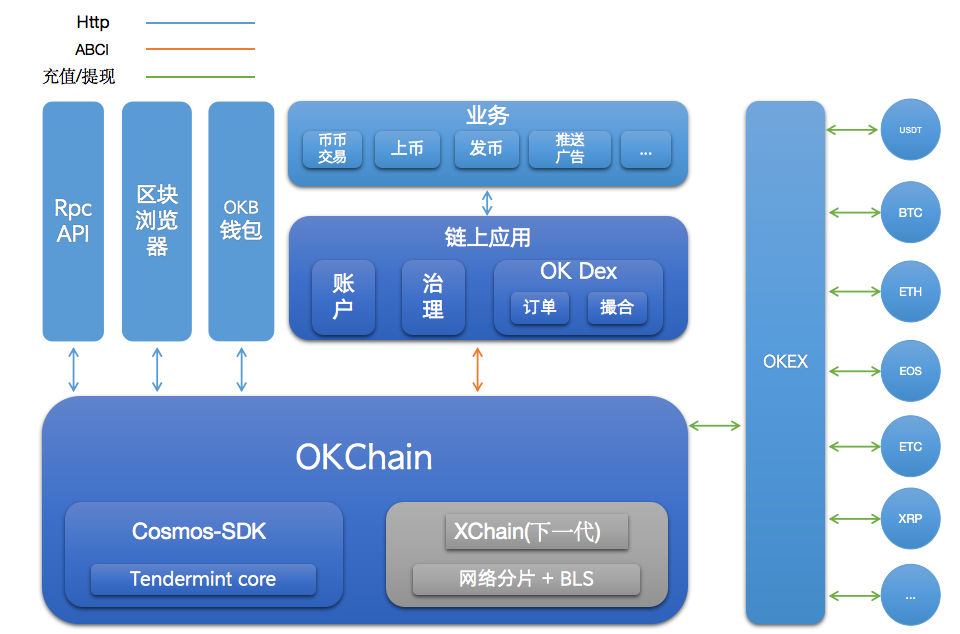 Http
ABCI
充值/提现
Rpc
API
区块
浏览
器
OKB
钱包
业务
币币
交易
上币
发币
推送
广告
...
链上应用
账
户
治
理
OK Dex
订单
撮合
OKChain
Cosmos-SDK
Tendermint core
XChain(下一代)
网络分片 + BLS
OKEX
USDT
BTC
ETH
EOS
ETC
XRP
...